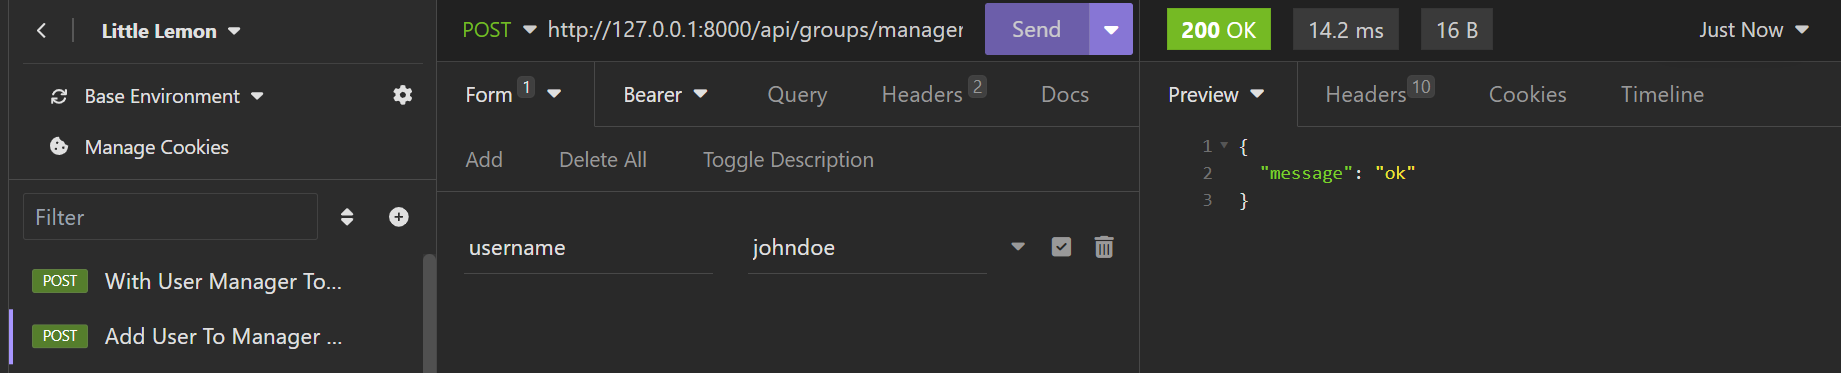 Little Lemon
Base Environment
Manage Cookies
Filter
POST With User Manager To...
POST Add User To Manager ...
POST http://127.0.0.1:8000/api/groups/manager Send
Form 1 Bearer Query Headers 2 Docs
Add Delete All Toggle Description
username johndoe
200 OK 14.2 ms 16 B Just Now
Preview Headers 10 Cookies Timeline
1 {
2 "message": "ok"
3 }